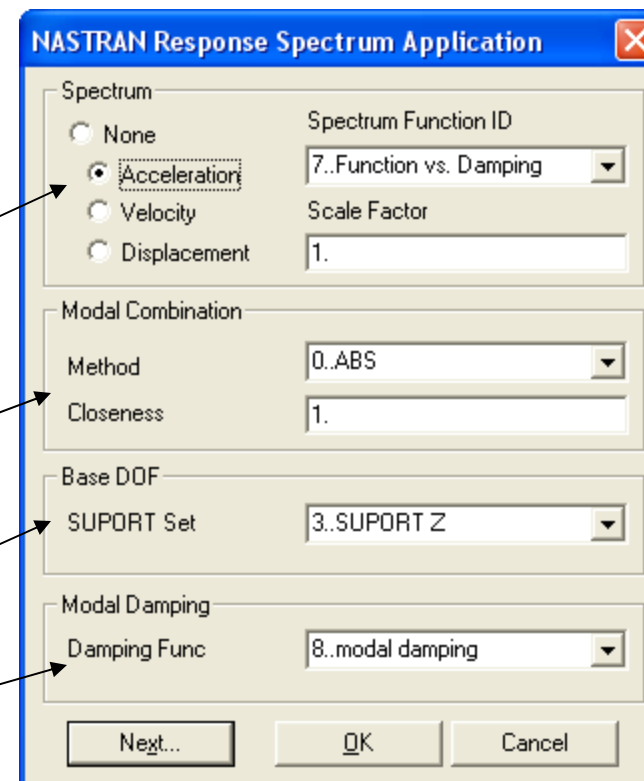 NASTRAN Response Spectrum Application
Spectrum
None
Spectrum Function ID
Acceleration
7..Function vs. Damping
Velocity
Scale Factor
Displacement
1.
Modal Combination
Method
0..ABS
Closeness
1.
Base DOF
SUPORT Set
3..SUPORT Z
Modal Damping
Damping Func
8..modal damping
Next... OK Cancel